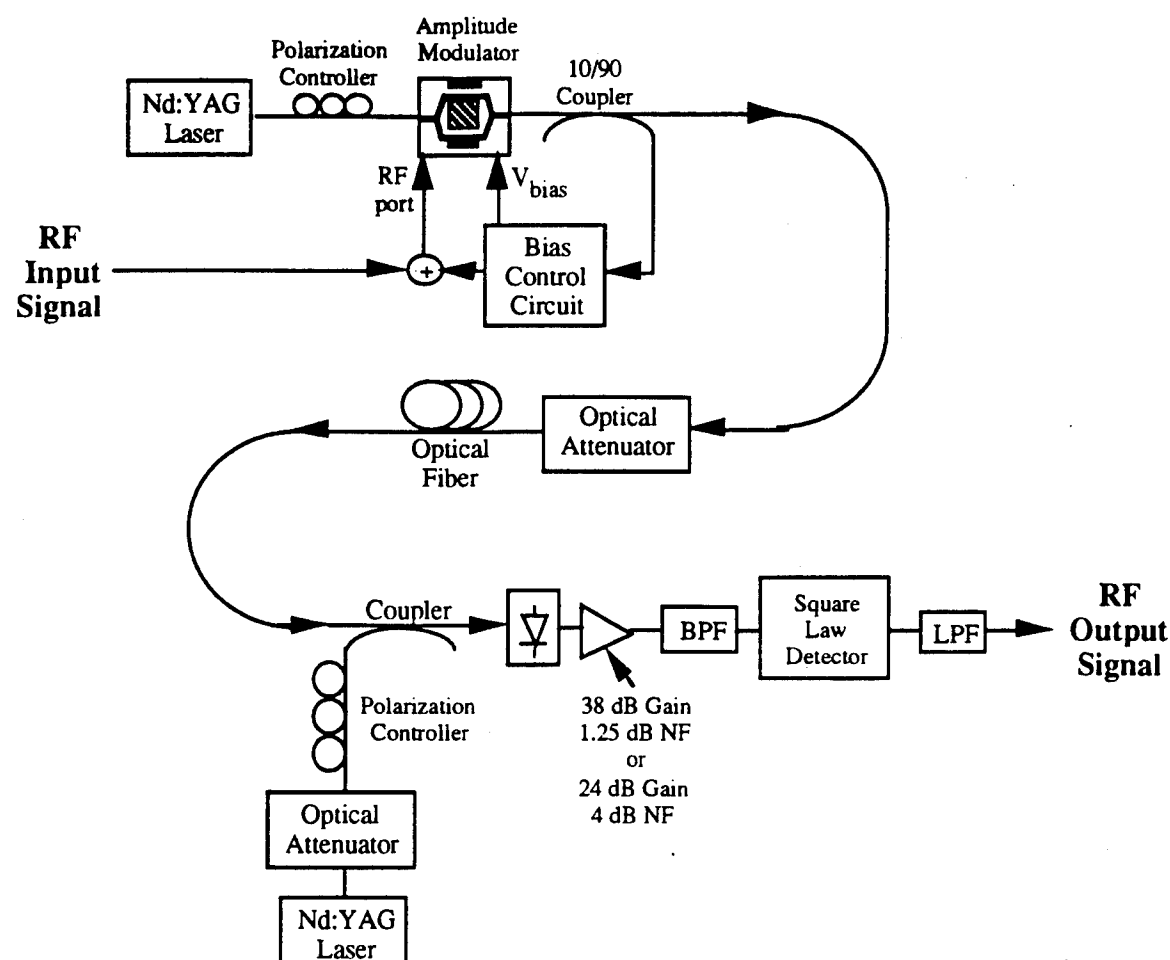 Amplitude
Modulator
Polarization
Controller
10/90
Coupler
Nd:YAG
Laser
RF
port
V bias
RF
Input
Signal
+
Bias
Control
Circuit
Optical
Attenuator
Optical
Fiber
Coupler
BPF
Square
Law
Detector
LPF
RF
Output
Signal
Polarization
Controller
38 dB Gain
1.25 dB NF
or
24 dB Gain
4 dB NF
Optical
Attenuator
Nd:YAG
Laser